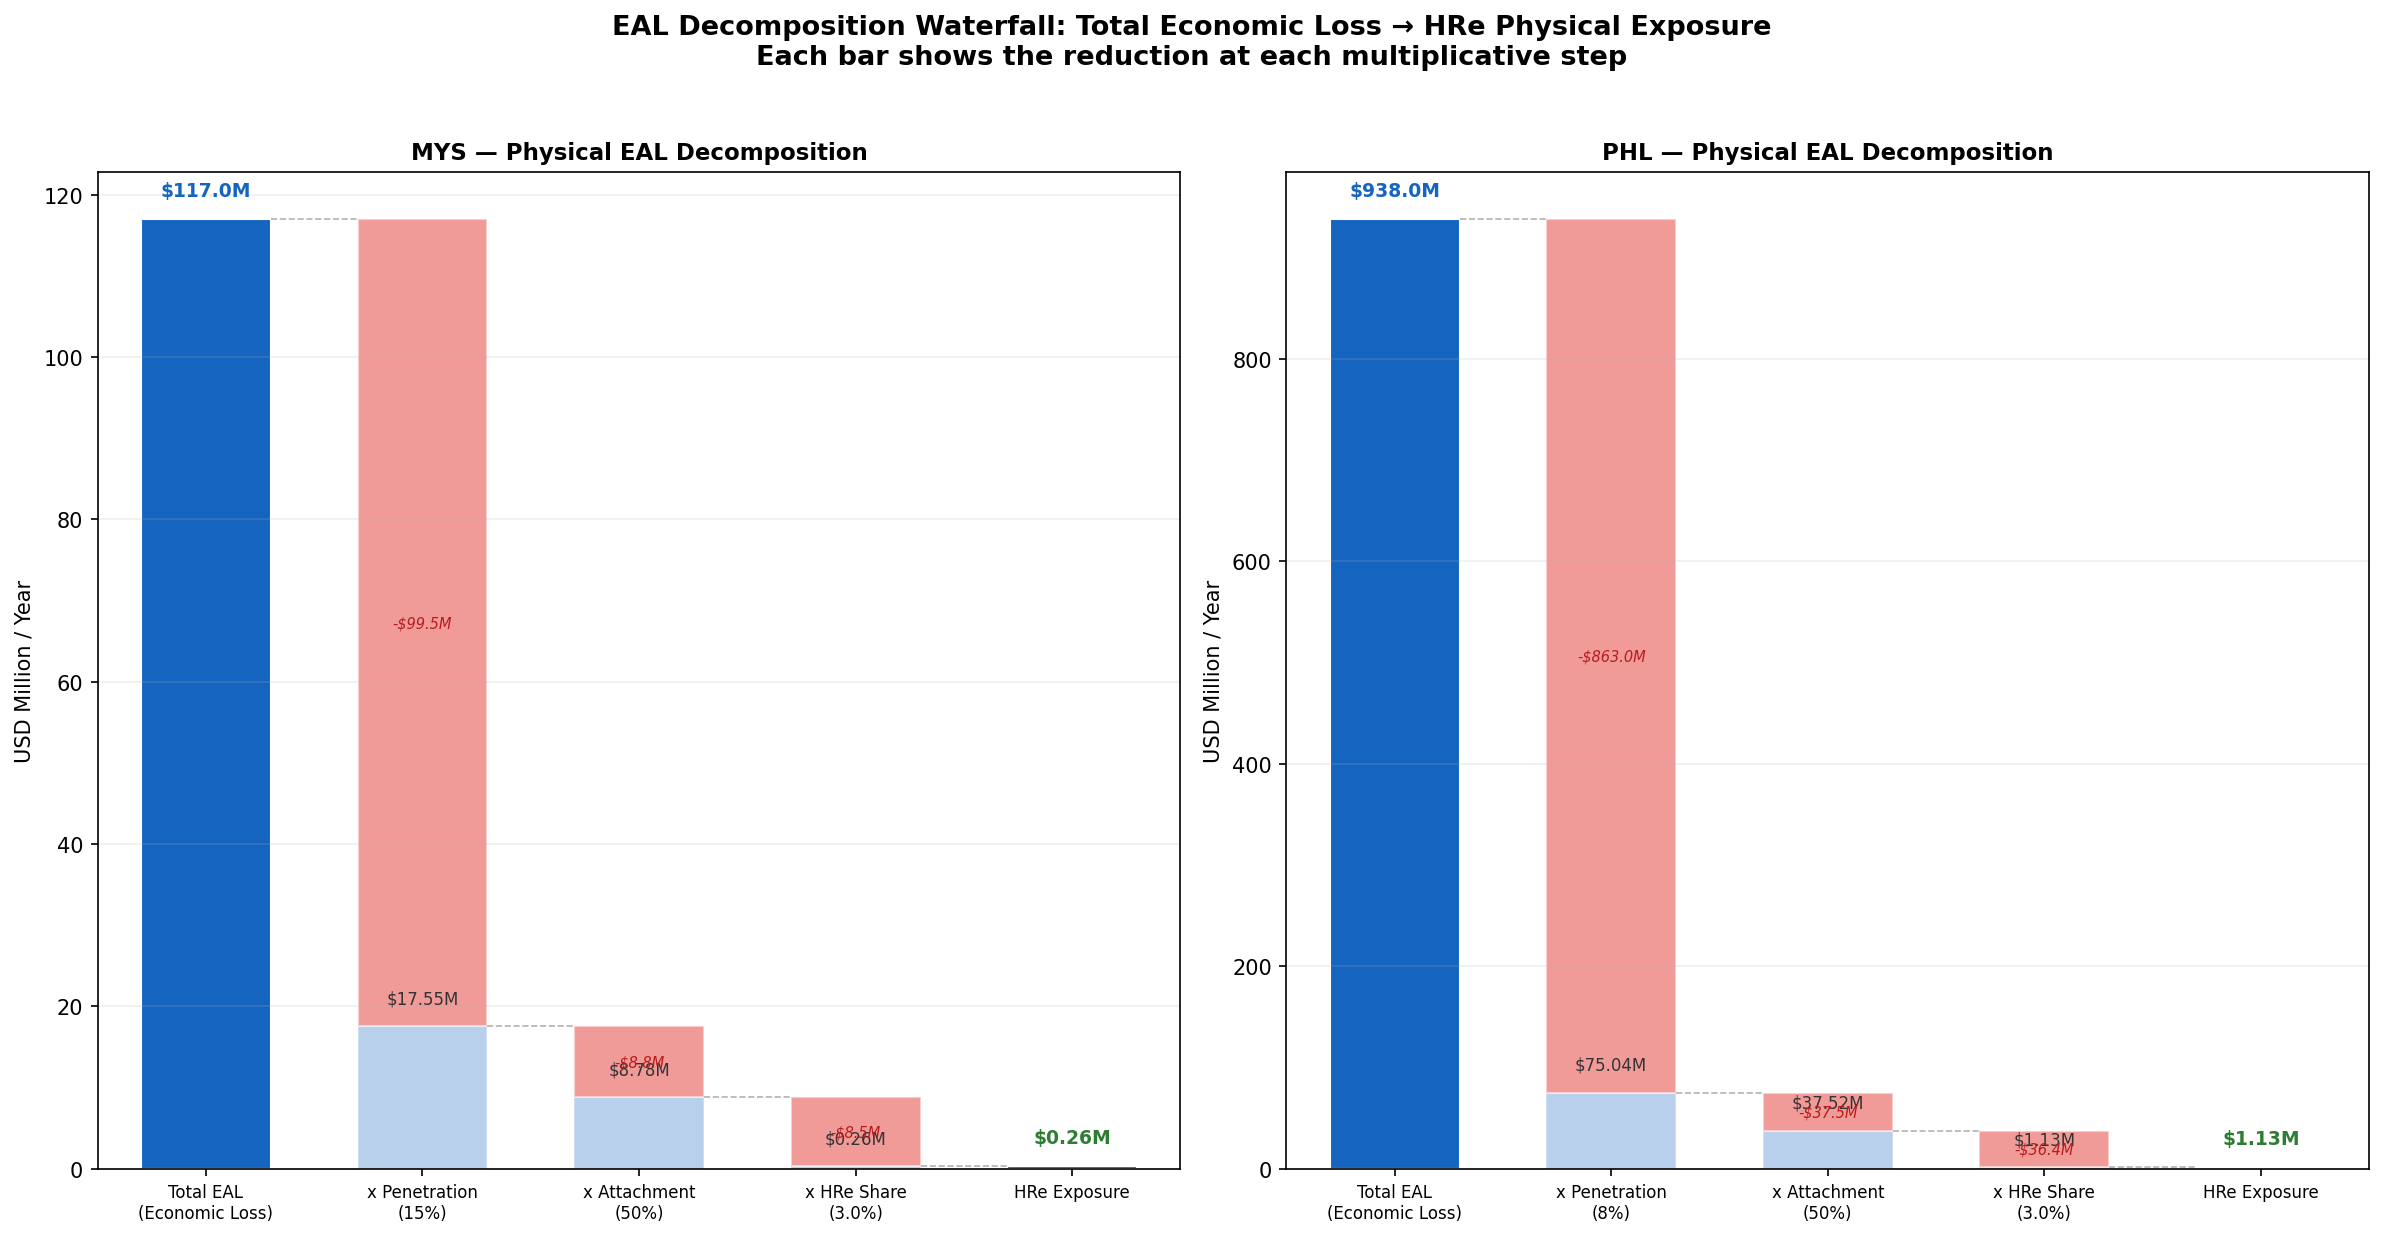 EAL Decomposition Waterfall: Total Economic Loss → HRe Physical Exposure
Each bar shows the reduction at each multiplicative step
MYS — Physical EAL Decomposition
USD Million / Year
120
100
80
60
40
20
0
$117.0M
-$99.5M
$17.55M
-$8.8M
$8.78M
-$8.5M
$0.26M
$0.26M
Total EAL
(Economic Loss)
x Penetration
(15%)
x Attachment
(50%)
x HRe Share
(3.0%)
HRe Exposure
PHL — Physical EAL Decomposition
USD Million / Year
800
600
400
200
0
$938.0M
-$863.0M
$75.04M
$37.52M
-$37.5M
$1.13M
-$36.4M
$1.13M
Total EAL
(Economic Loss)
x Penetration
(8%)
x Attachment
(50%)
x HRe Share
(3.0%)
HRe Exposure